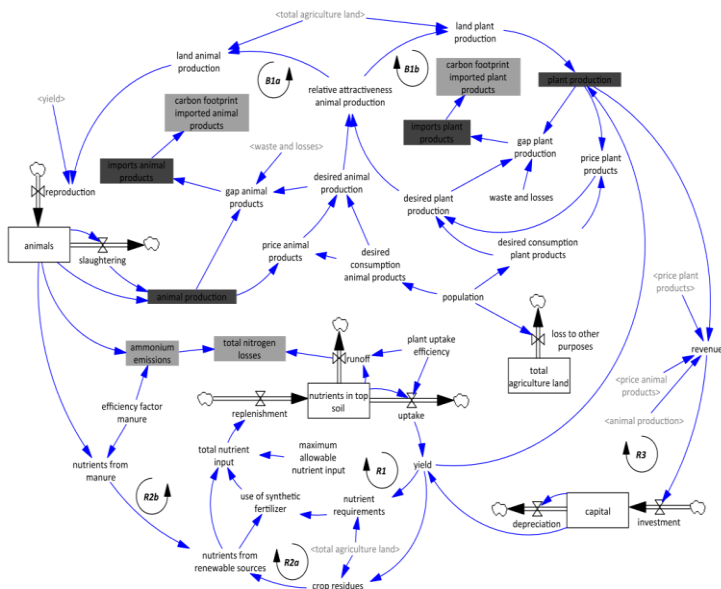 <total agriculture land>
land plant
production
land animal
production
B1a
B1b
carbon footprint
imported plant
products
plant production
relative attractiveness
animal production
carbon footprint
imported animal
products
<yield>
imports plant
products
gap plant
production
price plant
products
<waste and losses>
imports animal
products
reproduction
gap animal
products
desired animal
production
desired plant
production
waste and losses
animals
slaughtering
price animal
products
desired
consumption
animal products
desired consumption
plant products
animal production
population
<price plant
products>
loss to other
purposes
ammonium
emissions
total nitrogen
losses
runoff
plant uptake
efficiency
revenue
total
agriculture land
<price animal
products>
nutrients in top
soil
efficiency factor
manure
replenishment
uptake
<animal production>
total nutrient
input
maximum
allowable
nutrient input
R1
yield
R3
nutrients from
manure
R2b
use of synthetic
fertilizer
nutrient
requirements
depreciation
capital
investment
nutrients from
renewable sources
R2a
<total agriculture land>
crop residues